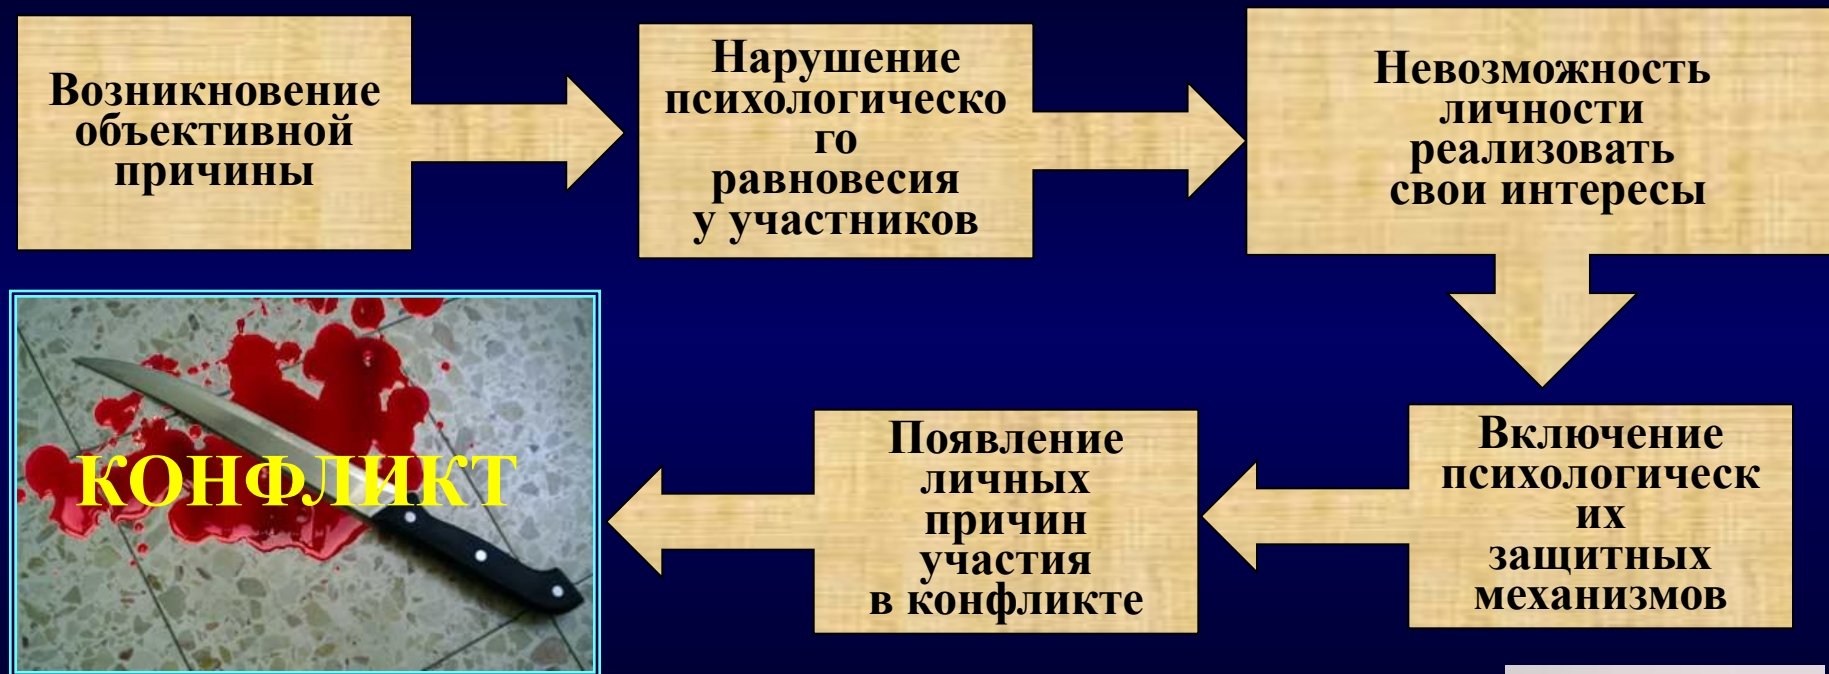 Возникновение
объективной
причины
Нарушение
психологическо
го
равновесия
у участников
Невозможность
личности
реализовать
свои интересы
Включение
психологическ
их
защитных
механизмов
Появление
личных
причин
участия
в конфликте
КОНФЛИКТ